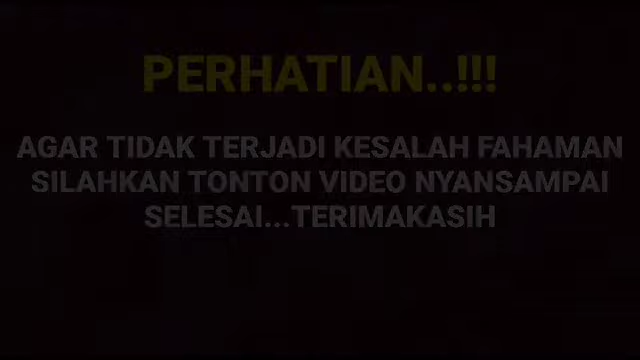 PERHATIAN..!!!
AGAR TIDAK TERJADI KESALAH FAHAMAN
SILAHKAN TONTON VIDEO NYANSAMPAI
SELESAI...TERIMAKASIH